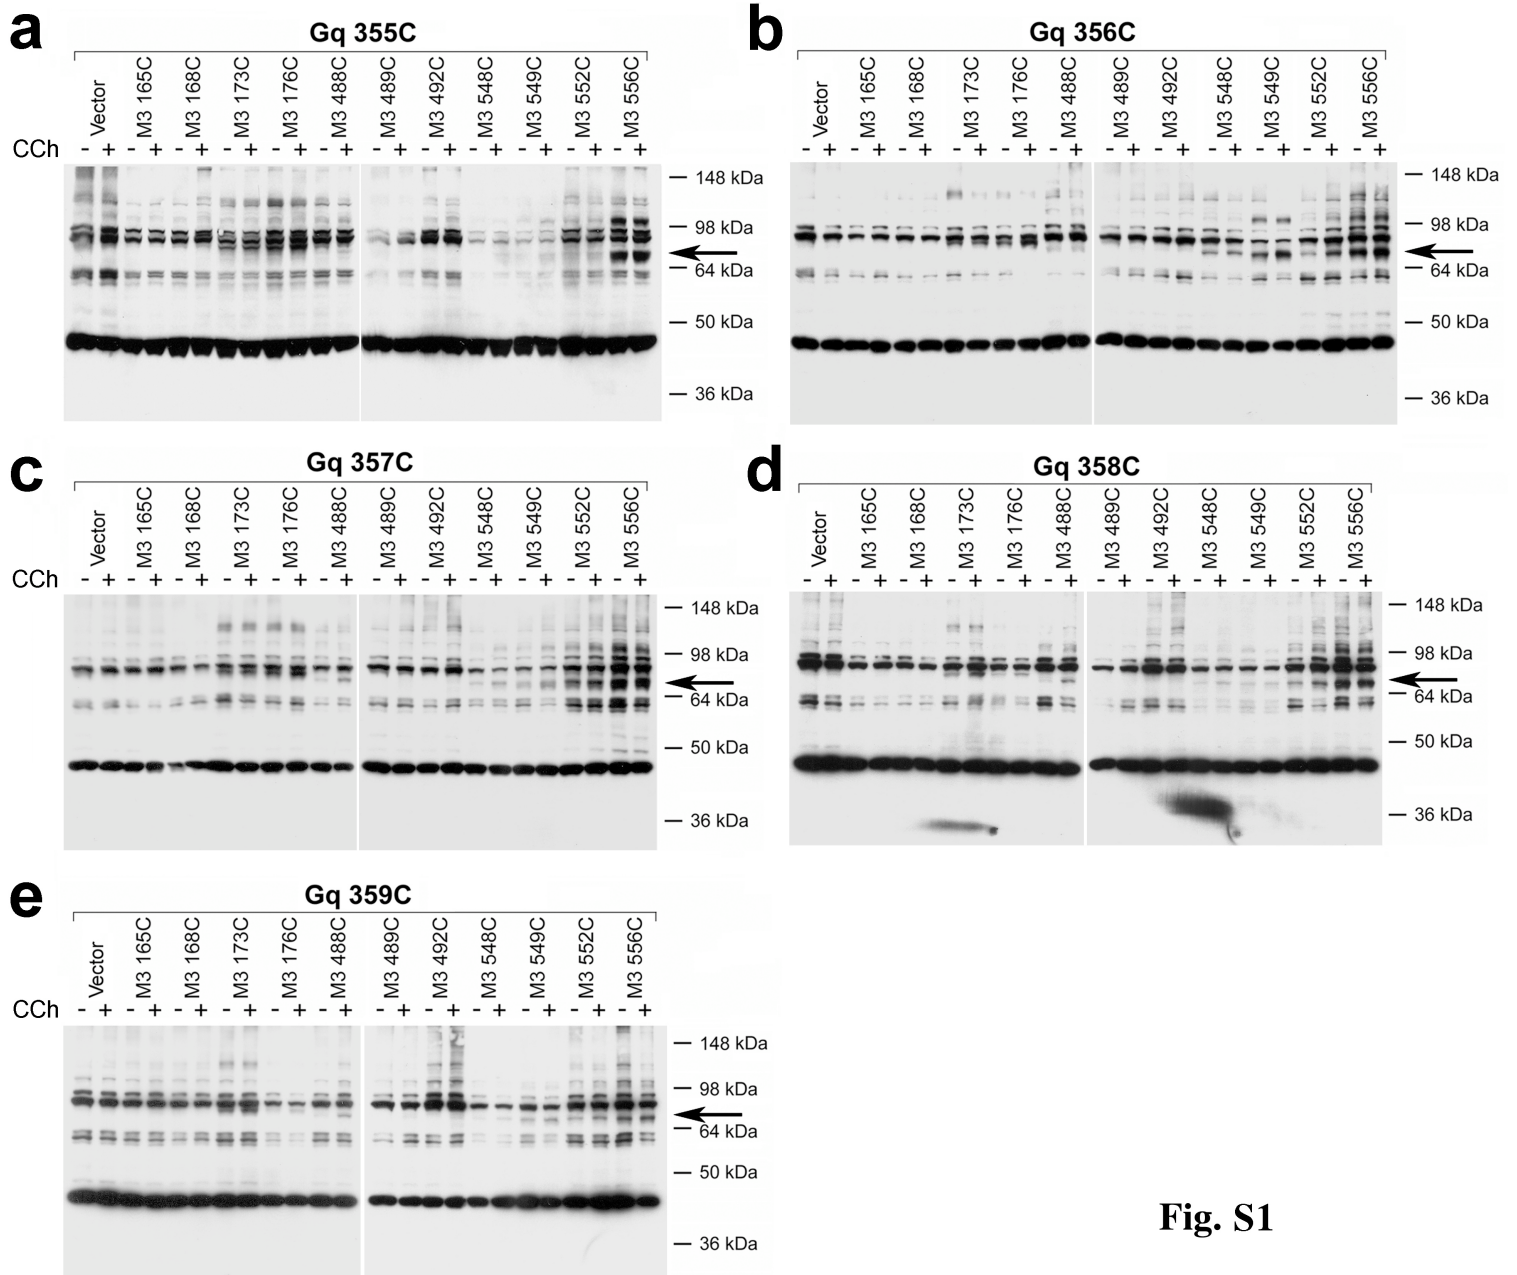 a
Gq 355C
Vector M3 165C M3 168C M3 173C M3 176C M3 488C M3 489C M3 492C M3 548C M3 549C M3 552C M3 556C
CCh - + - + - + - + - + - + - + - + - + - + - + - +
148 kDa
98 kDa
64 kDa
50 kDa
36 kDa
b
Gq 356C
Vector M3 165C M3 168C M3 173C M3 176C M3 488C M3 489C M3 492C M3 548C M3 549C M3 552C M3 556C
- + - + - + - + - + - + - + - + - + - + - + - +
148 kDa
98 kDa
64 kDa
50 kDa
36 kDa
c
Gq 357C
Vector M3 165C M3 168C M3 173C M3 176C M3 488C M3 489C M3 492C M3 548C M3 549C M3 552C M3 556C
CCh - + - + - + - + - + - + - + - + - + - + - + - +
148 kDa
98 kDa
64 kDa
50 kDa
36 kDa
d
Gq 358C
Vector M3 165C M3 168C M3 173C M3 176C M3 488C M3 489C M3 492C M3 548C M3 549C M3 552C M3 556C
- + - + - + - + - + - + - + - + - + - + - + - +
148 kDa
98 kDa
64 kDa
50 kDa
36 kDa
e
Gq 359C
Vector M3 165C M3 168C M3 173C M3 176C M3 488C M3 489C M3 492C M3 548C M3 549C M3 552C M3 556C
CCh - + - + - + - + - + - + - + - + - + - + - + - +
148 kDa
98 kDa
64 kDa
50 kDa
36 kDa
Fig. S1